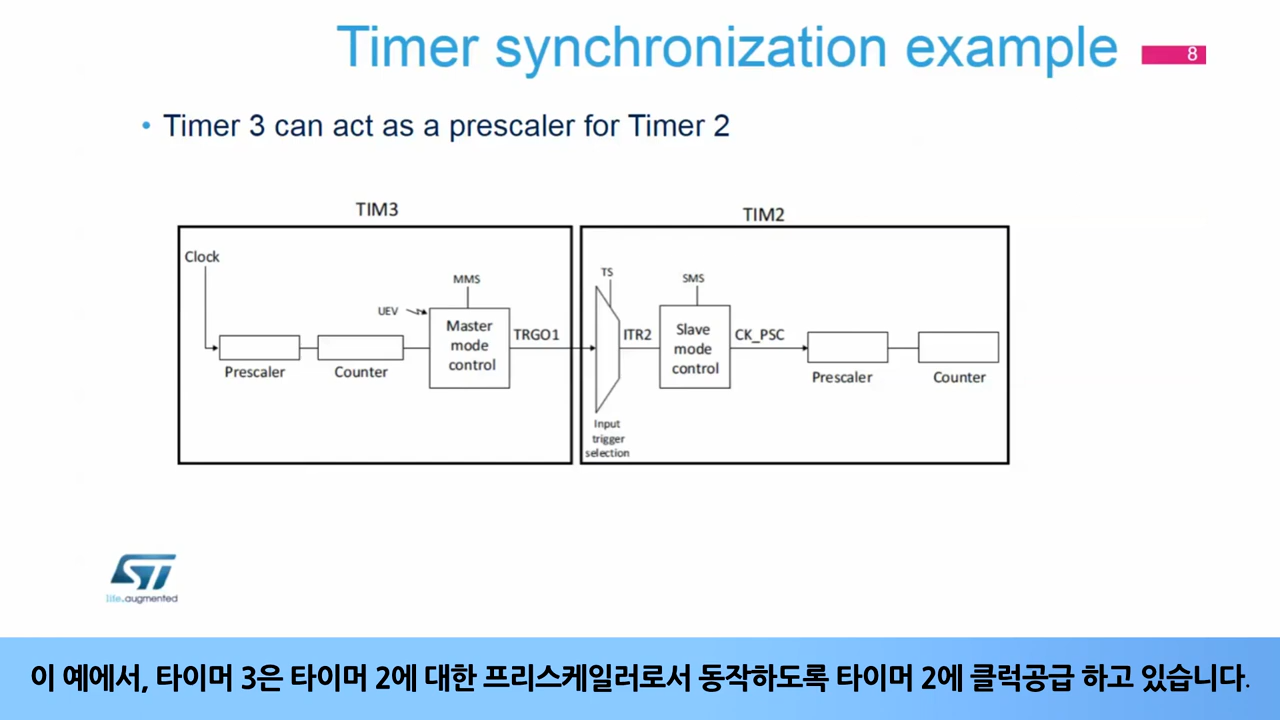 Timer synchronization example
8
• Timer 3 can act as a prescaler for Timer 2
TIM3
TIM2
Clock
MMS
UEV
Master
mode
control
TRGO1
Prescaler
Counter
TS
ITR2
SMS
Slave
mode
control
CK_PSC
Prescaler
Counter
Input
trigger
selection
ST
life.augmented
이 예에서, 타이머 3은 타이머 2에 대한 프리스케일러로서 동작하도록 타이머 2에 클럭공급 하고 있습니다.